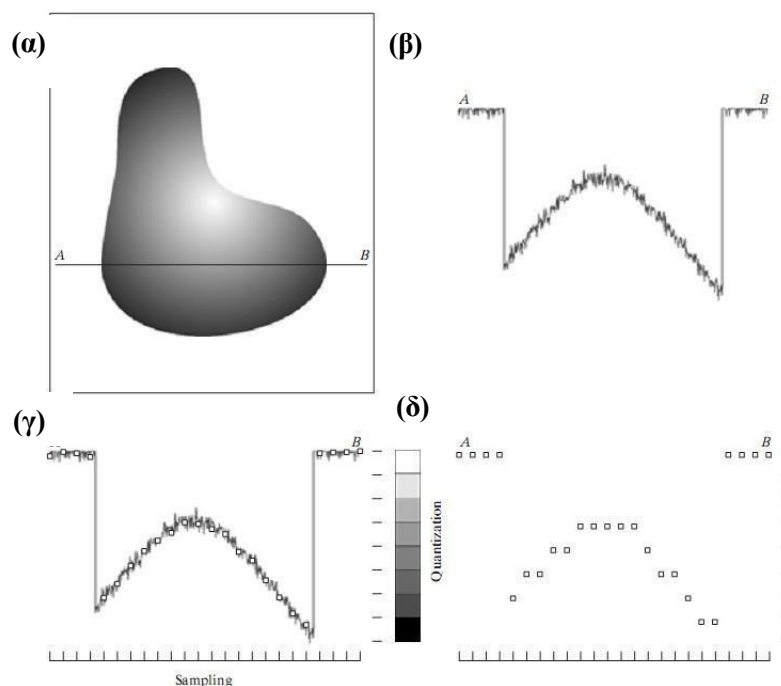 (α)
(β)
A B
A B
(γ)
(δ)
B
A B
Quantization
Sampling